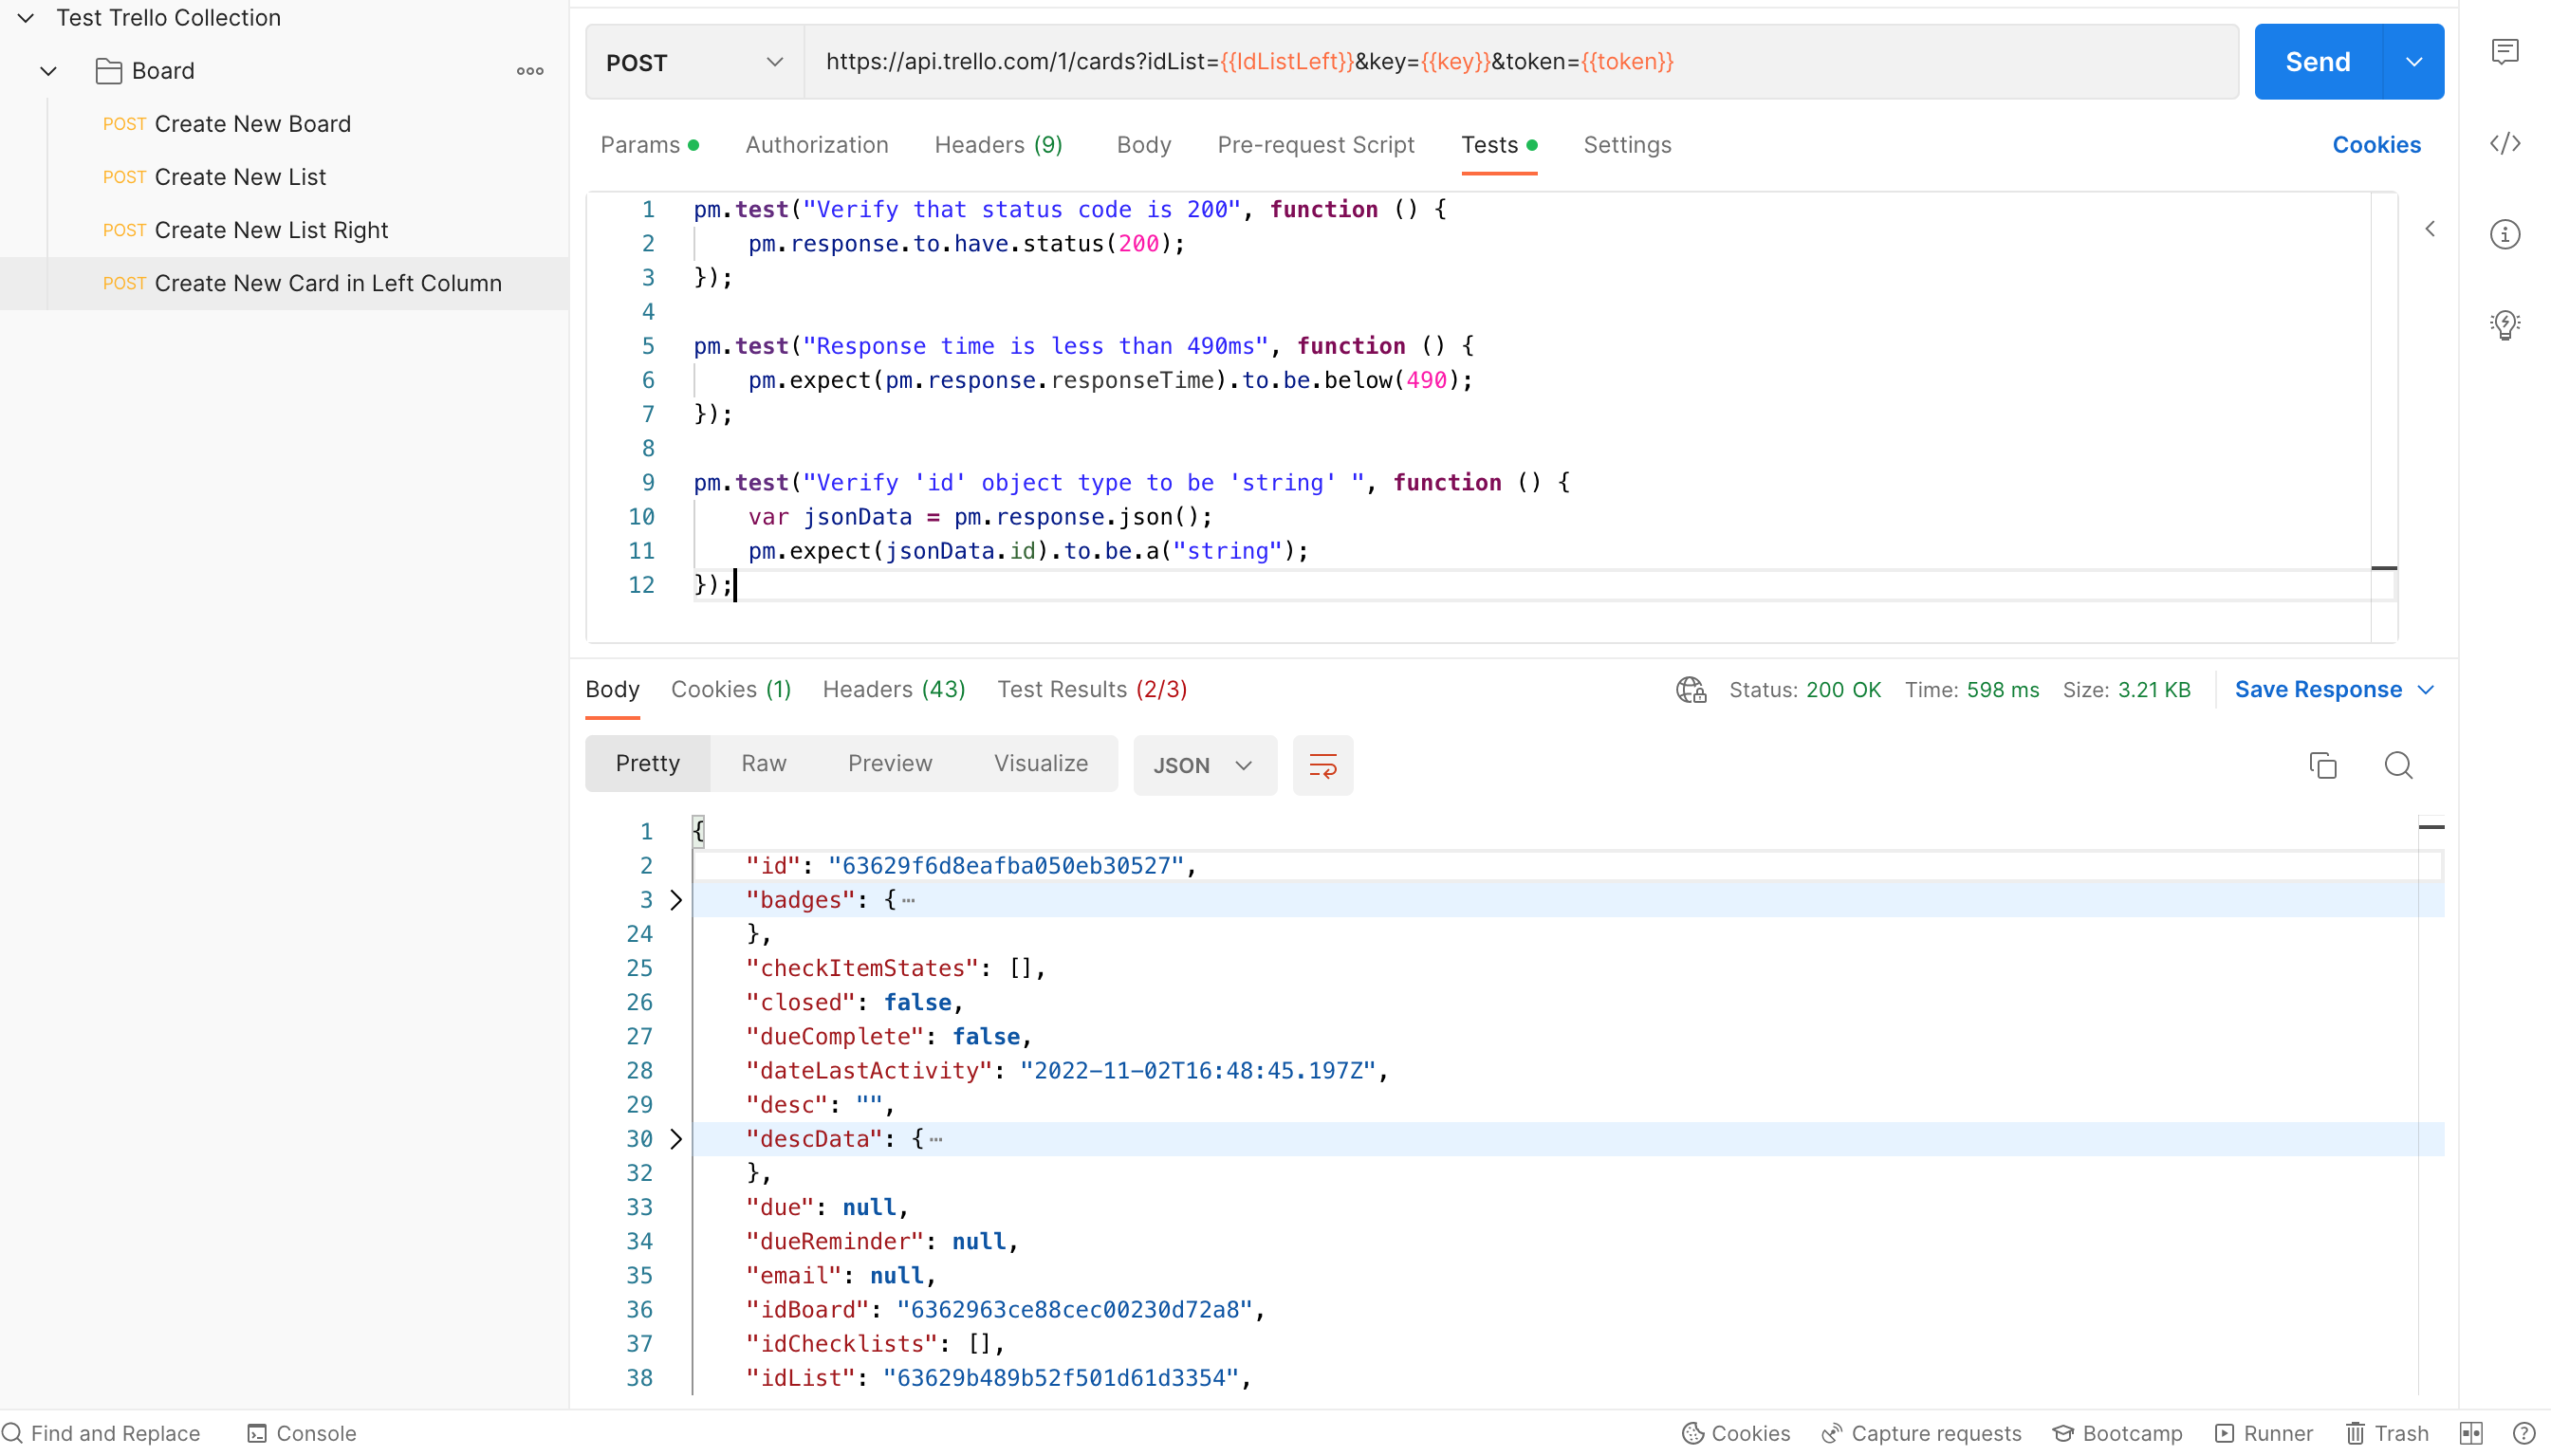 Test Trello Collection
Board
POST Create New Board
POST Create New List
POST Create New List Right
POST Create New Card in Left Column
POST https://api.trello.com/1/cards?idList={{IdListLeft}}&key={{key}}&token={{token}} Send
Params Authorization Headers (9) Body Pre-request Script Tests Settings Cookies
1 pm.test("Verify that status code is 200", function () {
2 pm.response.to.have.status(200);
3 });
4
5 pm.test("Response time is less than 490ms", function () {
6 pm.expect(pm.response.responseTime).to.be.below(490);
7 });
8
9 pm.test("Verify 'id' object type to be 'string' ", function () {
10 var jsonData = pm.response.json();
11 pm.expect(jsonData.id).to.be.a("string");
12 });
Body Cookies (1) Headers (43) Test Results (2/3) Status: 200 OK Time: 598 ms Size: 3.21 KB Save Response
Pretty Raw Preview Visualize JSON
1 {
2 "id": "63629f6d8eafba050eb30527",
3 "badges": {…
24 },
25 "checkItemStates": [],
26 "closed": false,
27 "dueComplete": false,
28 "dateLastActivity": "2022-11-02T16:48:45.197Z",
29 "desc": "",
30 "descData": {…
32 },
33 "due": null,
34 "dueReminder": null,
35 "email": null,
36 "idBoard": "6362963ce88cec00230d72a8",
37 "idChecklists": [],
38 "idList": "63629b489b52f501d61d3354",
Find and Replace Console Cookies Capture requests Bootcamp Runner Trash